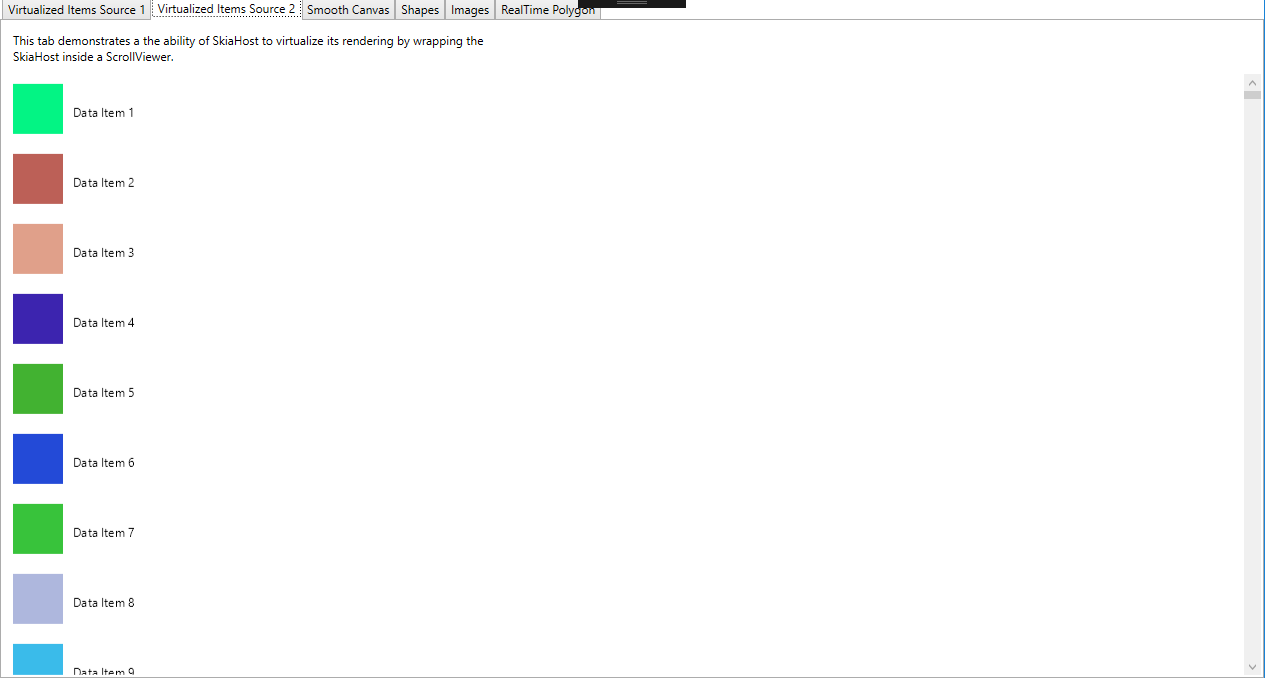 Virtualized Items Source 1 Virtualized Items Source 2 Smooth Canvas Shapes Images RealTime Polygon
This tab demonstrates a the ability of SkiaHost to virtualize its rendering by wrapping the
SkiaHost inside a ScrollViewer.
Data Item 1
Data Item 2
Data Item 3
Data Item 4
Data Item 5
Data Item 6
Data Item 7
Data Item 8
Data Item 9